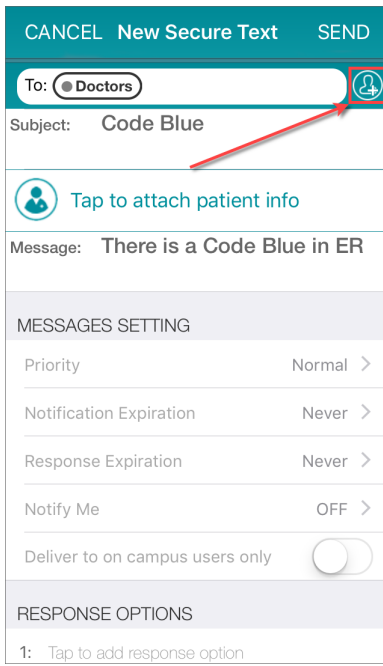 CANCEL New Secure Text SEND
To: Doctors
Subject: Code Blue
Tap to attach patient info
Message: There is a Code Blue in ER
MESSAGES SETTING
Priority Normal
Notification Expiration Never
Response Expiration Never
Notify Me OFF
Deliver to on campus users only
RESPONSE OPTIONS
1: Tap to add response option